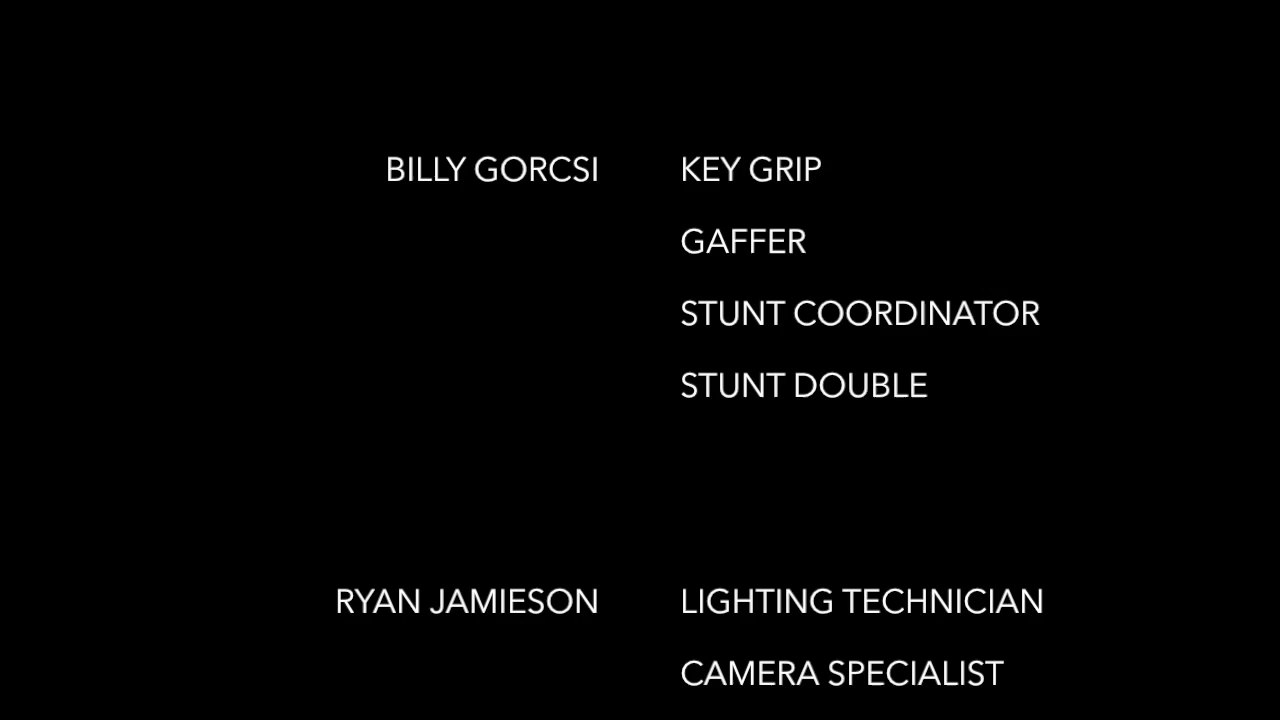 BILLY GORCSI KEY GRIP
GAFFER
STUNT COORDINATOR
STUNT DOUBLE
RYAN JAMIESON LIGHTING TECHNICIAN
CAMERA SPECIALIST